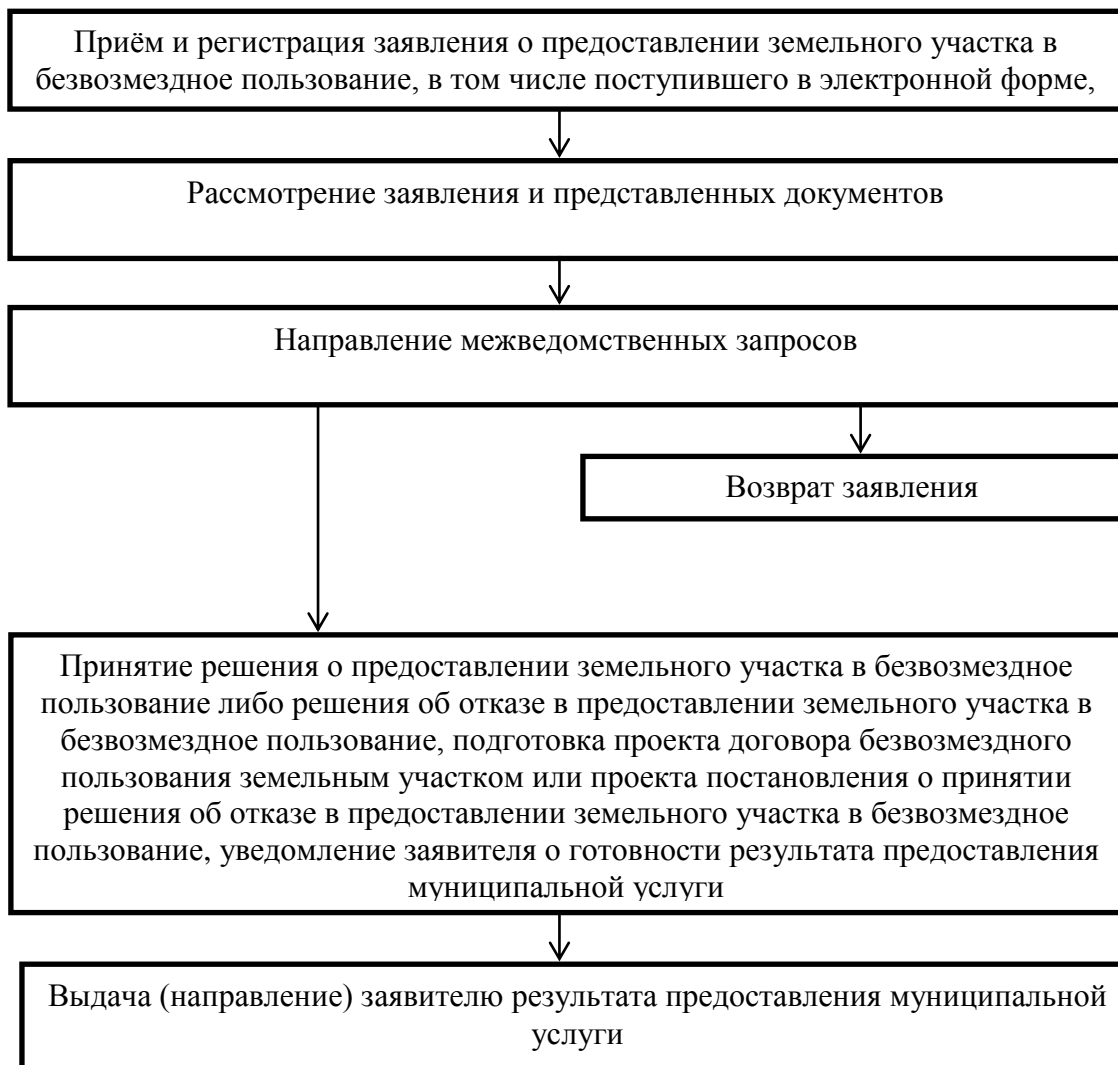 Приём и регистрация заявления о предоставлении земельного участка в
безвозмездное пользование, в том числе поступившего в электронной форме,
Рассмотрение заявления и представленных документов
Направление межведомственных запросов
Возврат заявления
Принятие решения о предоставлении земельного участка в безвозмездное
пользование либо решения об отказе в предоставлении земельного участка в
безвозмездное пользование, подготовка проекта договора безвозмездного
пользования земельным участком или проекта постановления о принятии
решения об отказе в предоставлении земельного участка в безвозмездное
пользование, уведомление заявителя о готовности результата предоставления
муниципальной услуги
Выдача (направление) заявителю результата предоставления муниципальной
услуги